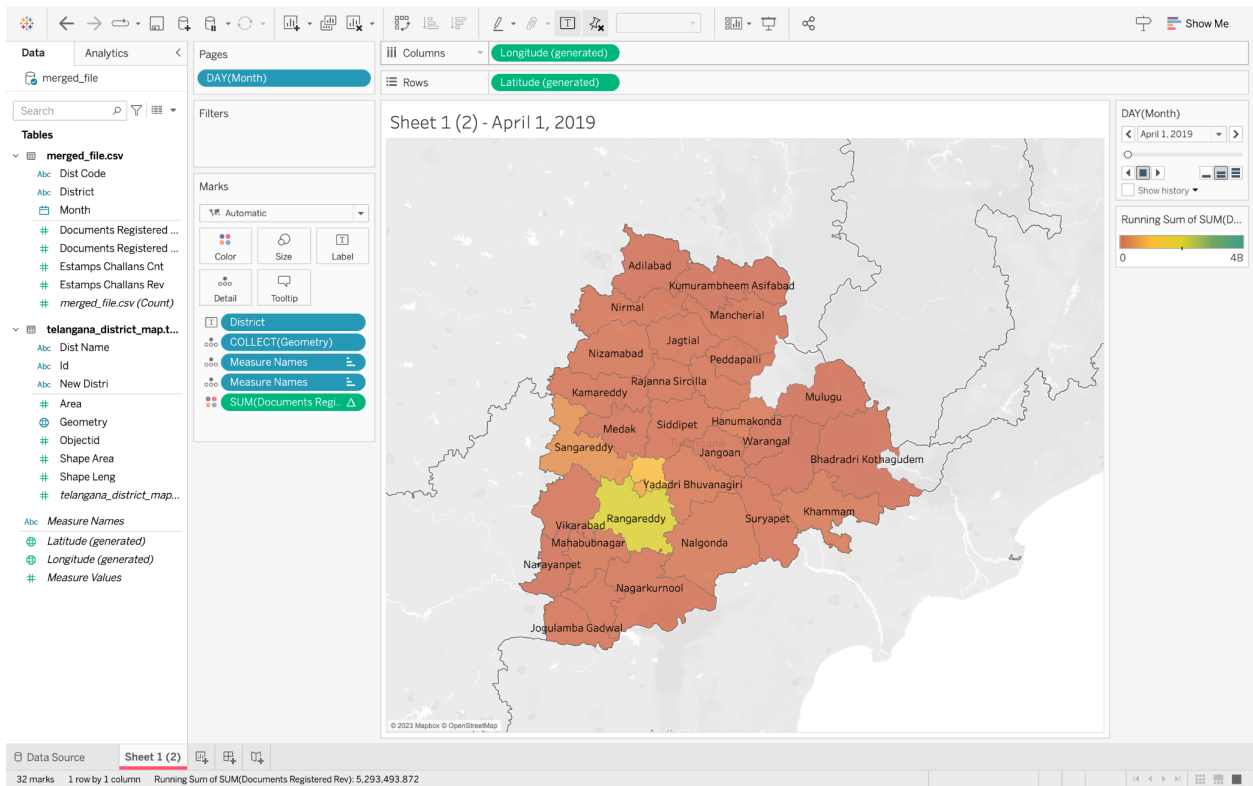 Show Me
Data
Analytics
merged_file
Search
Tables
merged_file.csv
Abc Dist Code
Abc District
Month
# Documents Registered ...
# Documents Registered ...
# Estamps Challans Cnt
# Estamps Challans Rev
# merged_file.csv (Count)
telangana_district_map.t...
Abc Dist Name
Abc Id
Abc New Distri
# Area
Geometry
# Objectid
# Shape Area
# Shape Leng
# telangana_district_map...
Abc Measure Names
Latitude (generated)
Longitude (generated)
# Measure Values
Pages
DAY(Month)
Filters
Marks
Automatic
Color
Size
Label
Detail
Tooltip
District
COLLECT(Geometry)
Measure Names
Measure Names
SUM(Documents Regi..
Columns
Longitude (generated)
Rows
Latitude (generated)
Sheet 1 (2) - April 1, 2019
Adilabad
Kumurambheem Asifabad
Nirmal
Mancherial
Jagtial
Nizamabad
Peddapalli
Rajanna Sircilla
Kamareddy
Mulugu
Siddipet
Hanumakonda
Medak
Telangana
Warangal
Sangareddy
Jangoan
Bhadradri Kothagudem
Yadadri Bhuvanagiri
Khammam
Rangareddy
Suryapet
Vikarabad
Mahabubnagar
Nalgonda
Narayanpet
Nagarkurnool
Jogulamba Gadwal
© 2023 Mapbox © OpenStreetMap
DAY(Month)
April 1, 2019
Show history
Running Sum of SUM(D...
0
4B
Data Source
Sheet 1 (2)
32 marks
1 row by 1 column
Running Sum of SUM(Documents Registered Rev): 5,293,493,872